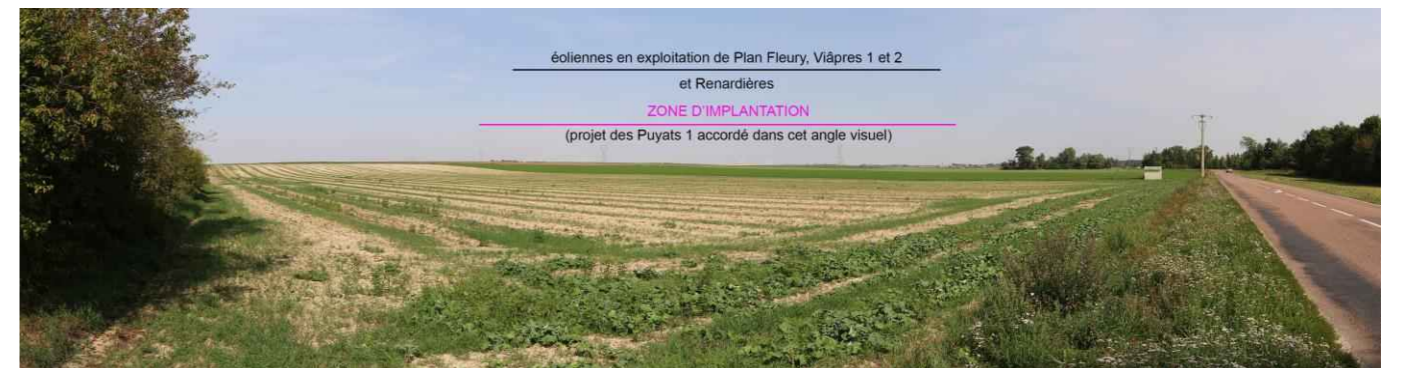 éoliennes en exploitation de Plan Fleury, Viâpres 1 et 2
et Renardières
ZONE D'IMPLANTATION
(projet des Puyats 1 accordé dans cet angle visuel)